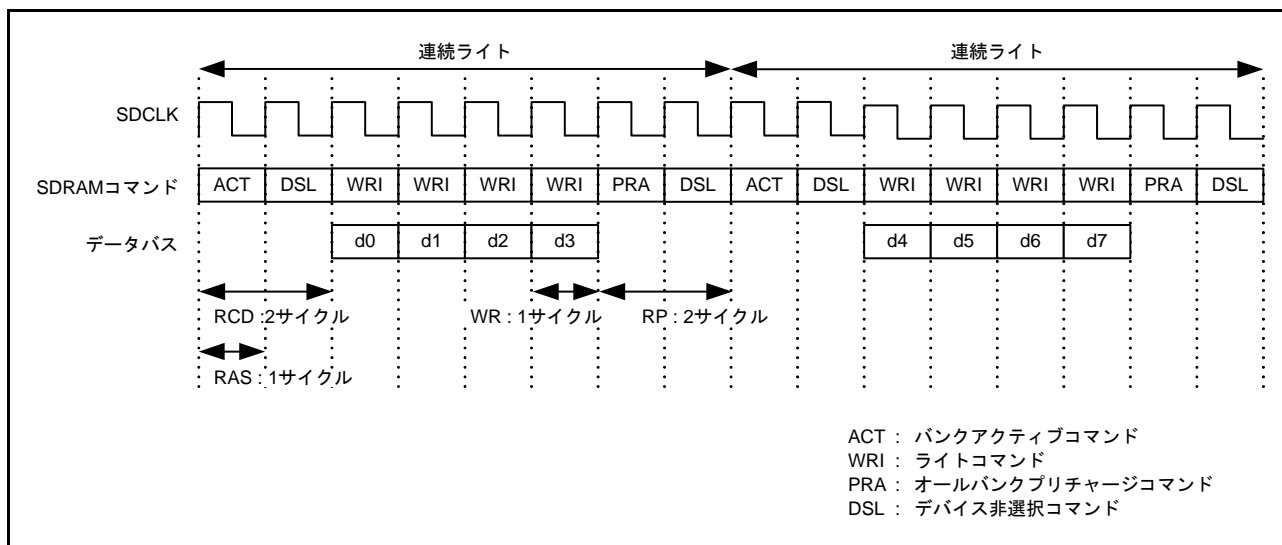 連続ライト 連続ライト
SDCLK
SDRAMコマンド ACT DSL WRI WRI WRI WRI PRA DSL ACT DSL WRI WRI WRI WRI PRA DSL
データバス d0 d1 d2 d3 d4 d5 d6 d7
RCD :2サイクル WR : 1サイクル RP : 2サイクル
RAS : 1サイクル
ACT : バンクアクティブコマンド
WRI : ライトコマンド
PRA : オールバンクプリチャージコマンド
DSL : デバイス非選択コマンド